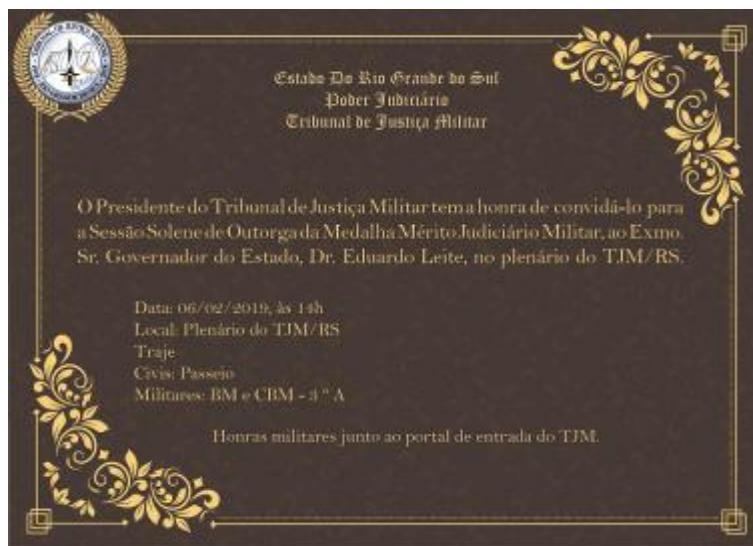 Estado Do Rio Grande do Sul
Poder Judiciário
Tribunal de Justiça Militar
O Presidente do Tribunal de Justiça Militar tem a honra de convidá-lo para
a Sessão Solene de Outorga da Medalha Mérito Judiciário Militar, ao Exmo.
Sr. Governador do Estado, Dr. Eduardo Leite, no plenário do TJM/RS.
Data: 06/02/2019, às 14h
Local: Plenário do TJM/RS
Traje
Civis: Passeio
Militares: BM e CBM - 3 º A
Honras militares junto ao portal de entrada do TJM.